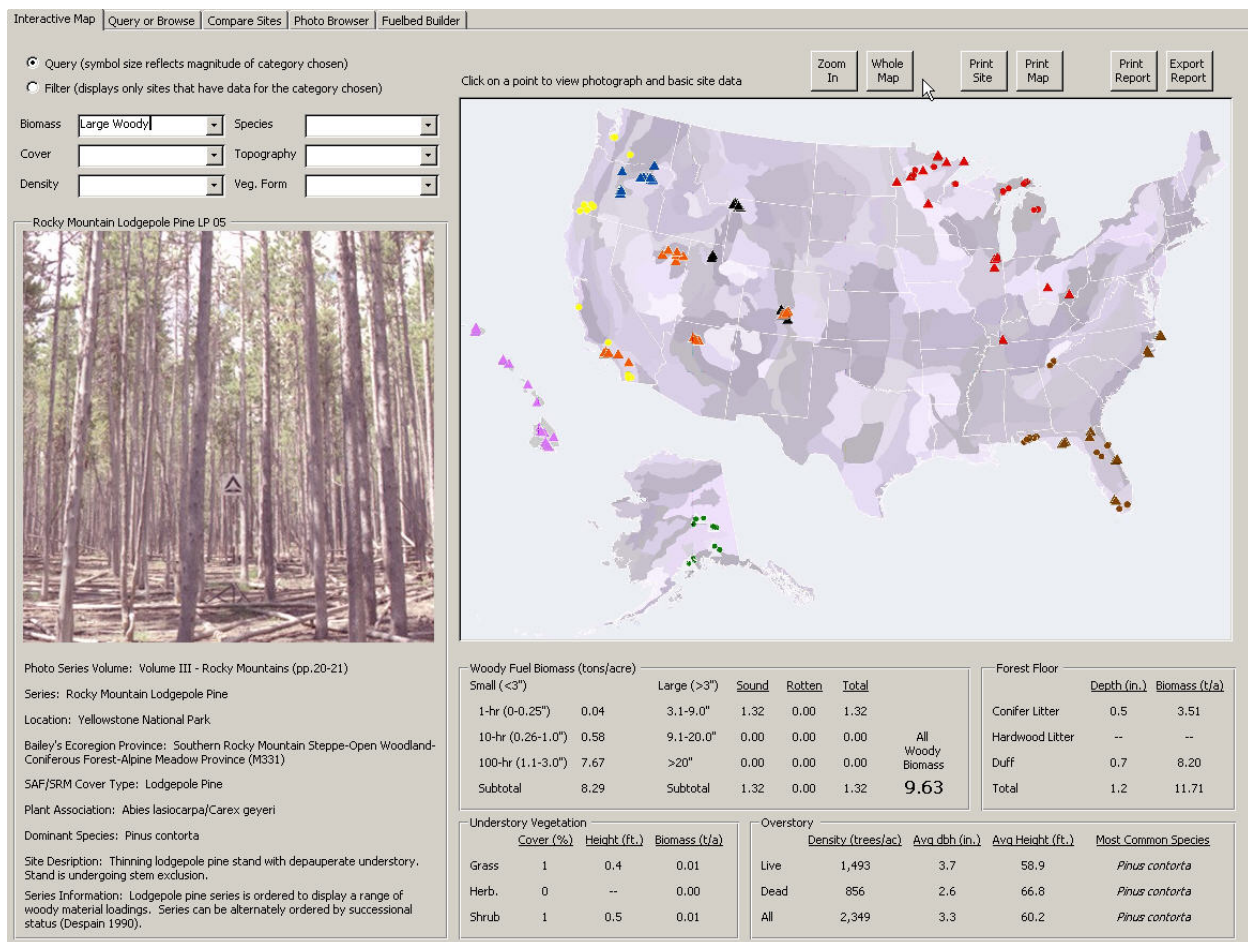 Interactive Map Query or Browse Compare Sites Photo Browser Fuelbed Builder
Query (symbol size reflects magnitude of category chosen)
Filter (displays only sites that have data for the category chosen)
Click on a point to view photograph and basic site data
Zoom In
Whole Map
Print Site
Print Map
Print Report
Export Report
Biomass Large Woody Species
Cover Topography
Density Veg. Form
Rocky Mountain Lodgepole Pine LP 05
Photo Series Volume: Volume III - Rocky Mountains (pp.20-21)
Series: Rocky Mountain Lodgepole Pine
Location: Yellowstone National Park
Bailey's Ecoregion Province: Southern Rocky Mountain Steppe-Open Woodland-
Coniferous Forest-Alpine Meadow Province (M331)
SAF/SRM Cover Type: Lodgepole Pine
Plant Association: Abies lasiocarpa/Carex geyeri
Dominant Species: Pinus contorta
Site Desription: Thinning lodgepole pine stand with depauperate understory.
Stand is undergoing stem exclusion.
Series Information: Lodgepole pine series is ordered to display a range of
woody material loadings. Series can be alternately ordered by successional
status (Despain 1990).
Woody Fuel Biomass (tons/acre)
Small (<3") Large (>3") Sound Rotten Total
1-hr (0-0.25") 0.04 3.1-9.0" 1.32 0.00 1.32
10-hr (0.26-1.0") 0.58 9.1-20.0" 0.00 0.00 0.00
100-hr (1.1-3.0") 7.67 >20" 0.00 0.00 0.00
Subtotal 8.29 Subtotal 1.32 0.00 1.32
All
Woody
Biomass
9.63
Forest Floor
Depth (in.) Biomass (t/a)
Conifer Litter 0.5 3.51
Hardwood Litter -- --
Duff 0.7 8.20
Total 1.2 11.71
Understory Vegetation
Cover (%) Height (ft.) Biomass (t/a)
Grass 1 0.4 0.01
Herb. 0 -- 0.00
Shrub 1 0.5 0.01
Overstory
Density (trees/ac) Avg dbh (in.) Avg Height (ft.) Most Common Species
Live 1,493 3.7 58.9 Pinus contorta
Dead 856 2.6 66.8 Pinus contorta
All 2,349 3.3 60.2 Pinus contorta